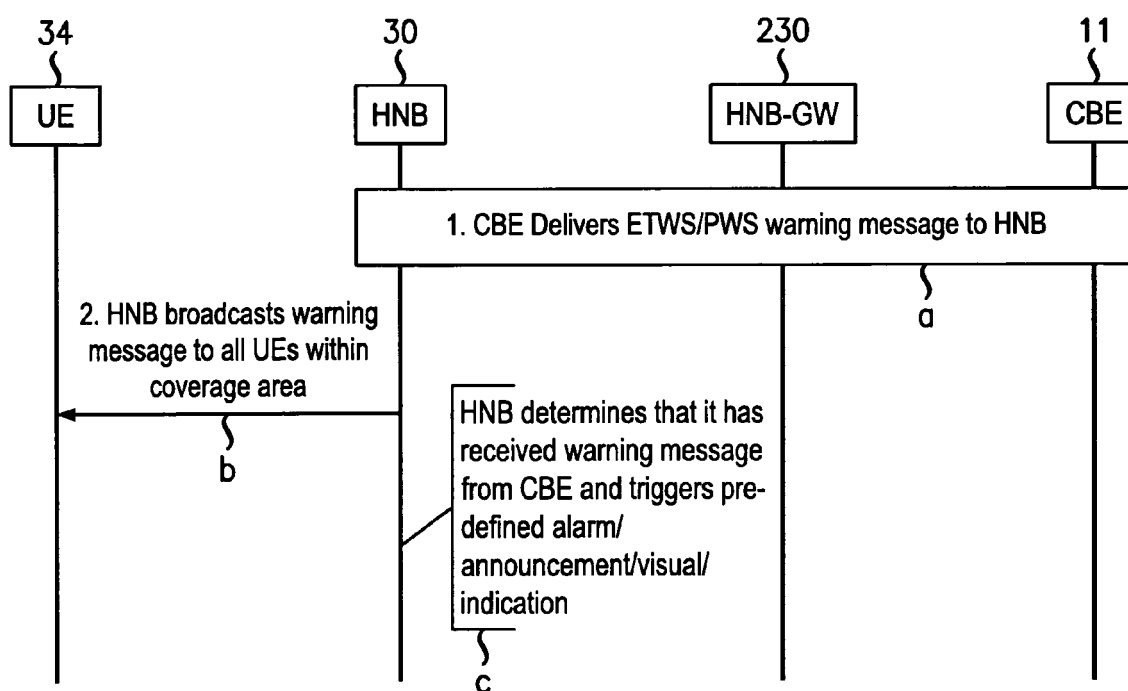 34 30 230 11
UE HNB HNB-GW CBE
1. CBE Delivers ETWS/PWS warning message to HNB
a
2. HNB broadcasts warning
message to all UEs within
coverage area
b
HNB determines that it has
received warning message
from CBE and triggers pre-
defined alarm/
announcement/visual/
indication
c